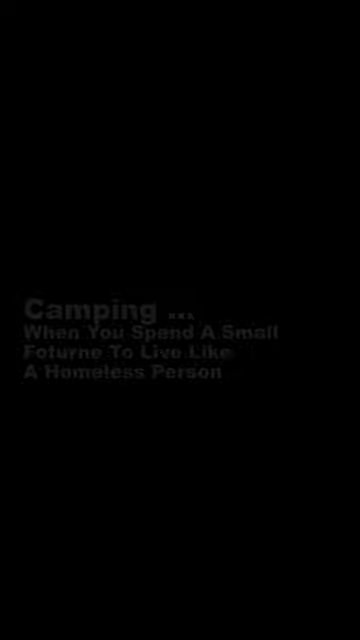 Camping ...
When You Spend A Small
Foturne To Live Like
A Homeless Person